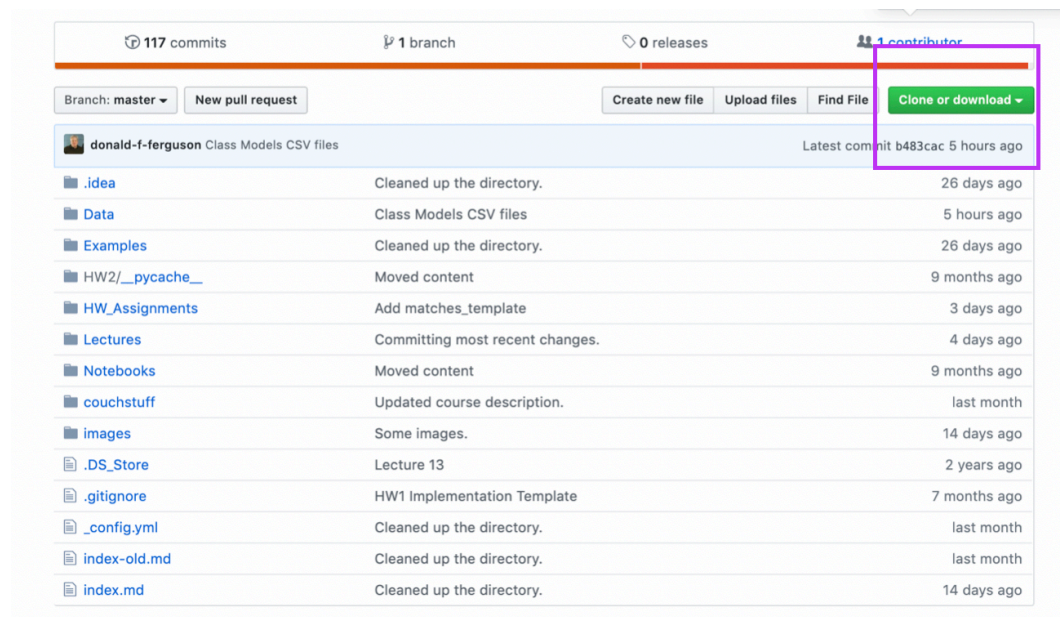 117 commits 1 branch 0 releases 1 contributor
Branch: master New pull request Create new file Upload files Find File Clone or download
donald-f-ferguson Class Models CSV files Latest commit b483cac 5 hours ago
.idea Cleaned up the directory. 26 days ago
Data Class Models CSV files 5 hours ago
Examples Cleaned up the directory. 26 days ago
HW2/__pycache__ Moved content 9 months ago
HW_Assignments Add matches_template 3 days ago
Lectures Committing most recent changes. 4 days ago
Notebooks Moved content 9 months ago
couchstuff Updated course description. last month
images Some images. 14 days ago
.DS_Store Lecture 13 2 years ago
.gitignore HW1 Implementation Template 7 months ago
_config.yml Cleaned up the directory. last month
index-old.md Cleaned up the directory. last month
index.md Cleaned up the directory. 14 days ago